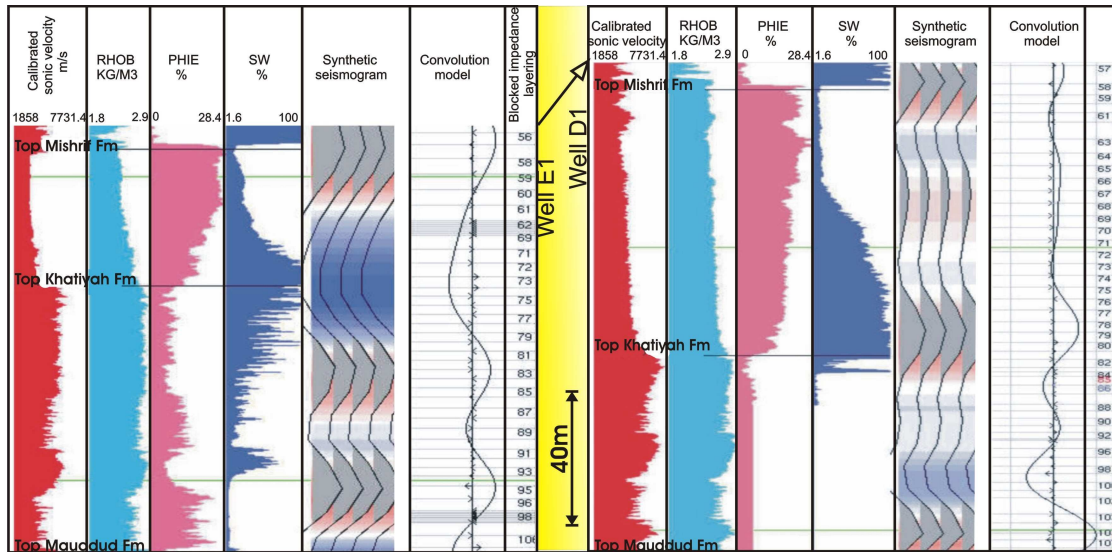 Calibrated
sonic velocity
m/s
RHOB
KG/M3
PHIE
%
SW
%
Synthetic
seismogram
Convolution
model
Blocked impedance
layering
1858 7731.4
1.8 2.9
0 28.4
1.6 100
Top Mishrif Fm
Top Khatiyah Fm
Top Mauddud Fm
56
58
59
60
61
62
69
71
72
73
75
77
79
81
83
85
87
89
91
93
95
96
98
Well E1
Well D1
40m
Calibrated
sonic velocity
1858 7731.4
RHOB
KG/M3
1.8 2.9
PHIE
%
0 28.4
SW
%
1.6 100
Synthetic
seismogram
Convolution
model
Top Mishrif Fm
Top Khatiyah Fm
Top Mauddud Fm
57
58
59
61
63
64
65
66
67
68
69
70
71
72
73
74
75
76
77
78
79
80
82
84
85
86
88
90
92
94
96
98